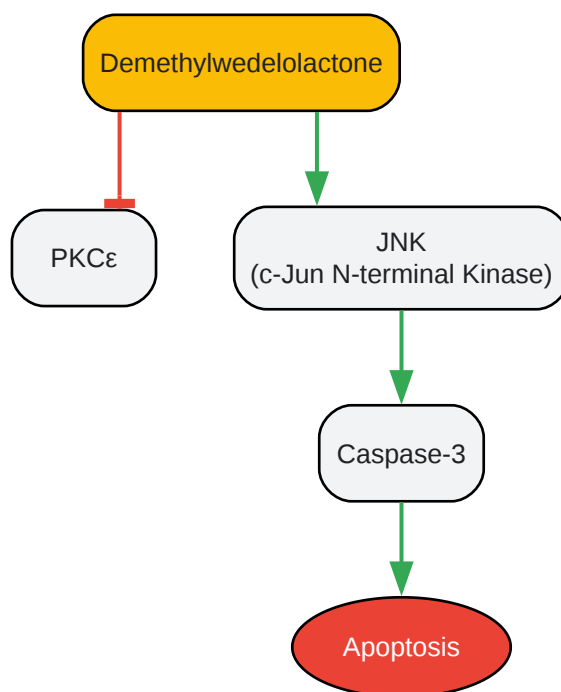 Demethylwedelolactone
PKCε
JNK
(c-Jun N-terminal Kinase)
Caspase-3
Apoptosis